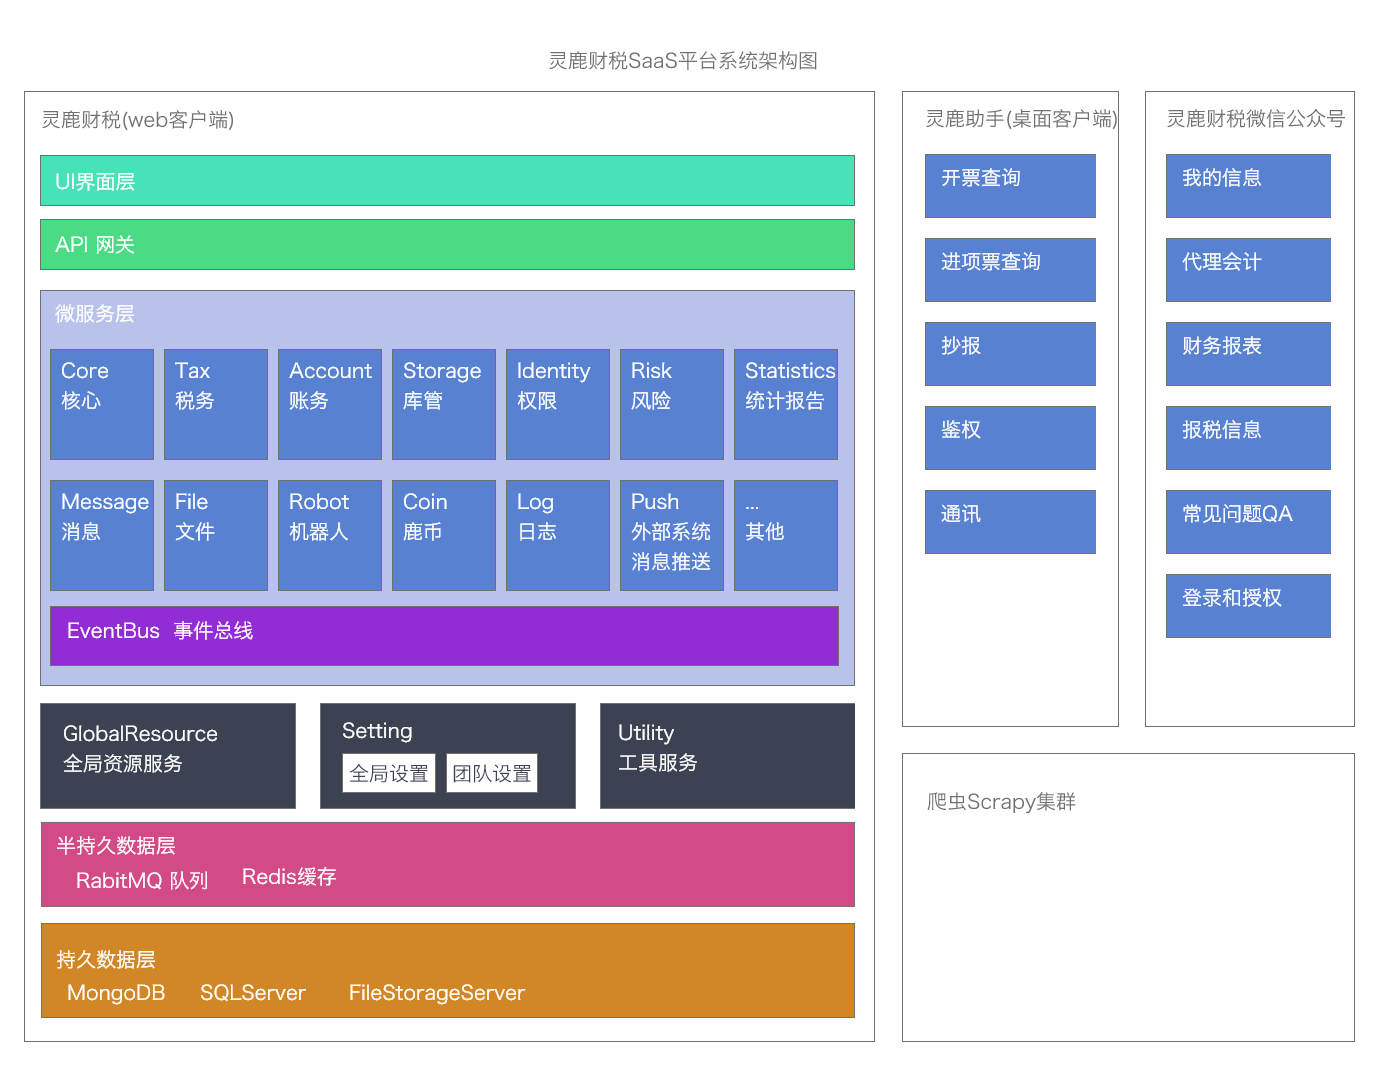 灵鹿财税SaaS平台系统架构图
灵鹿财税(web客户端)
UI界面层
API 网关
微服务层
Core
核心
Tax
税务
Account
账务
Storage
库管
Identity
权限
Risk
风险
Statistics
统计报告
Message
消息
File
文件
Robot
机器人
Coin
鹿币
Log
日志
Push
外部系统
消息推送
...
其他
EventBus 事件总线
GlobalResource
全局资源服务
Setting
全局设置
团队设置
Utility
工具服务
半持久数据层
RabitMQ 队列
Redis缓存
持久数据层
MongoDB
SQLServer
FileStorageServer
灵鹿助手(桌面客户端)
开票查询
进项票查询
抄报
鉴权
通讯
灵鹿财税微信公众号
我的信息
代理会计
财务报表
报税信息
常见问题QA
登录和授权
爬虫Scrapy集群